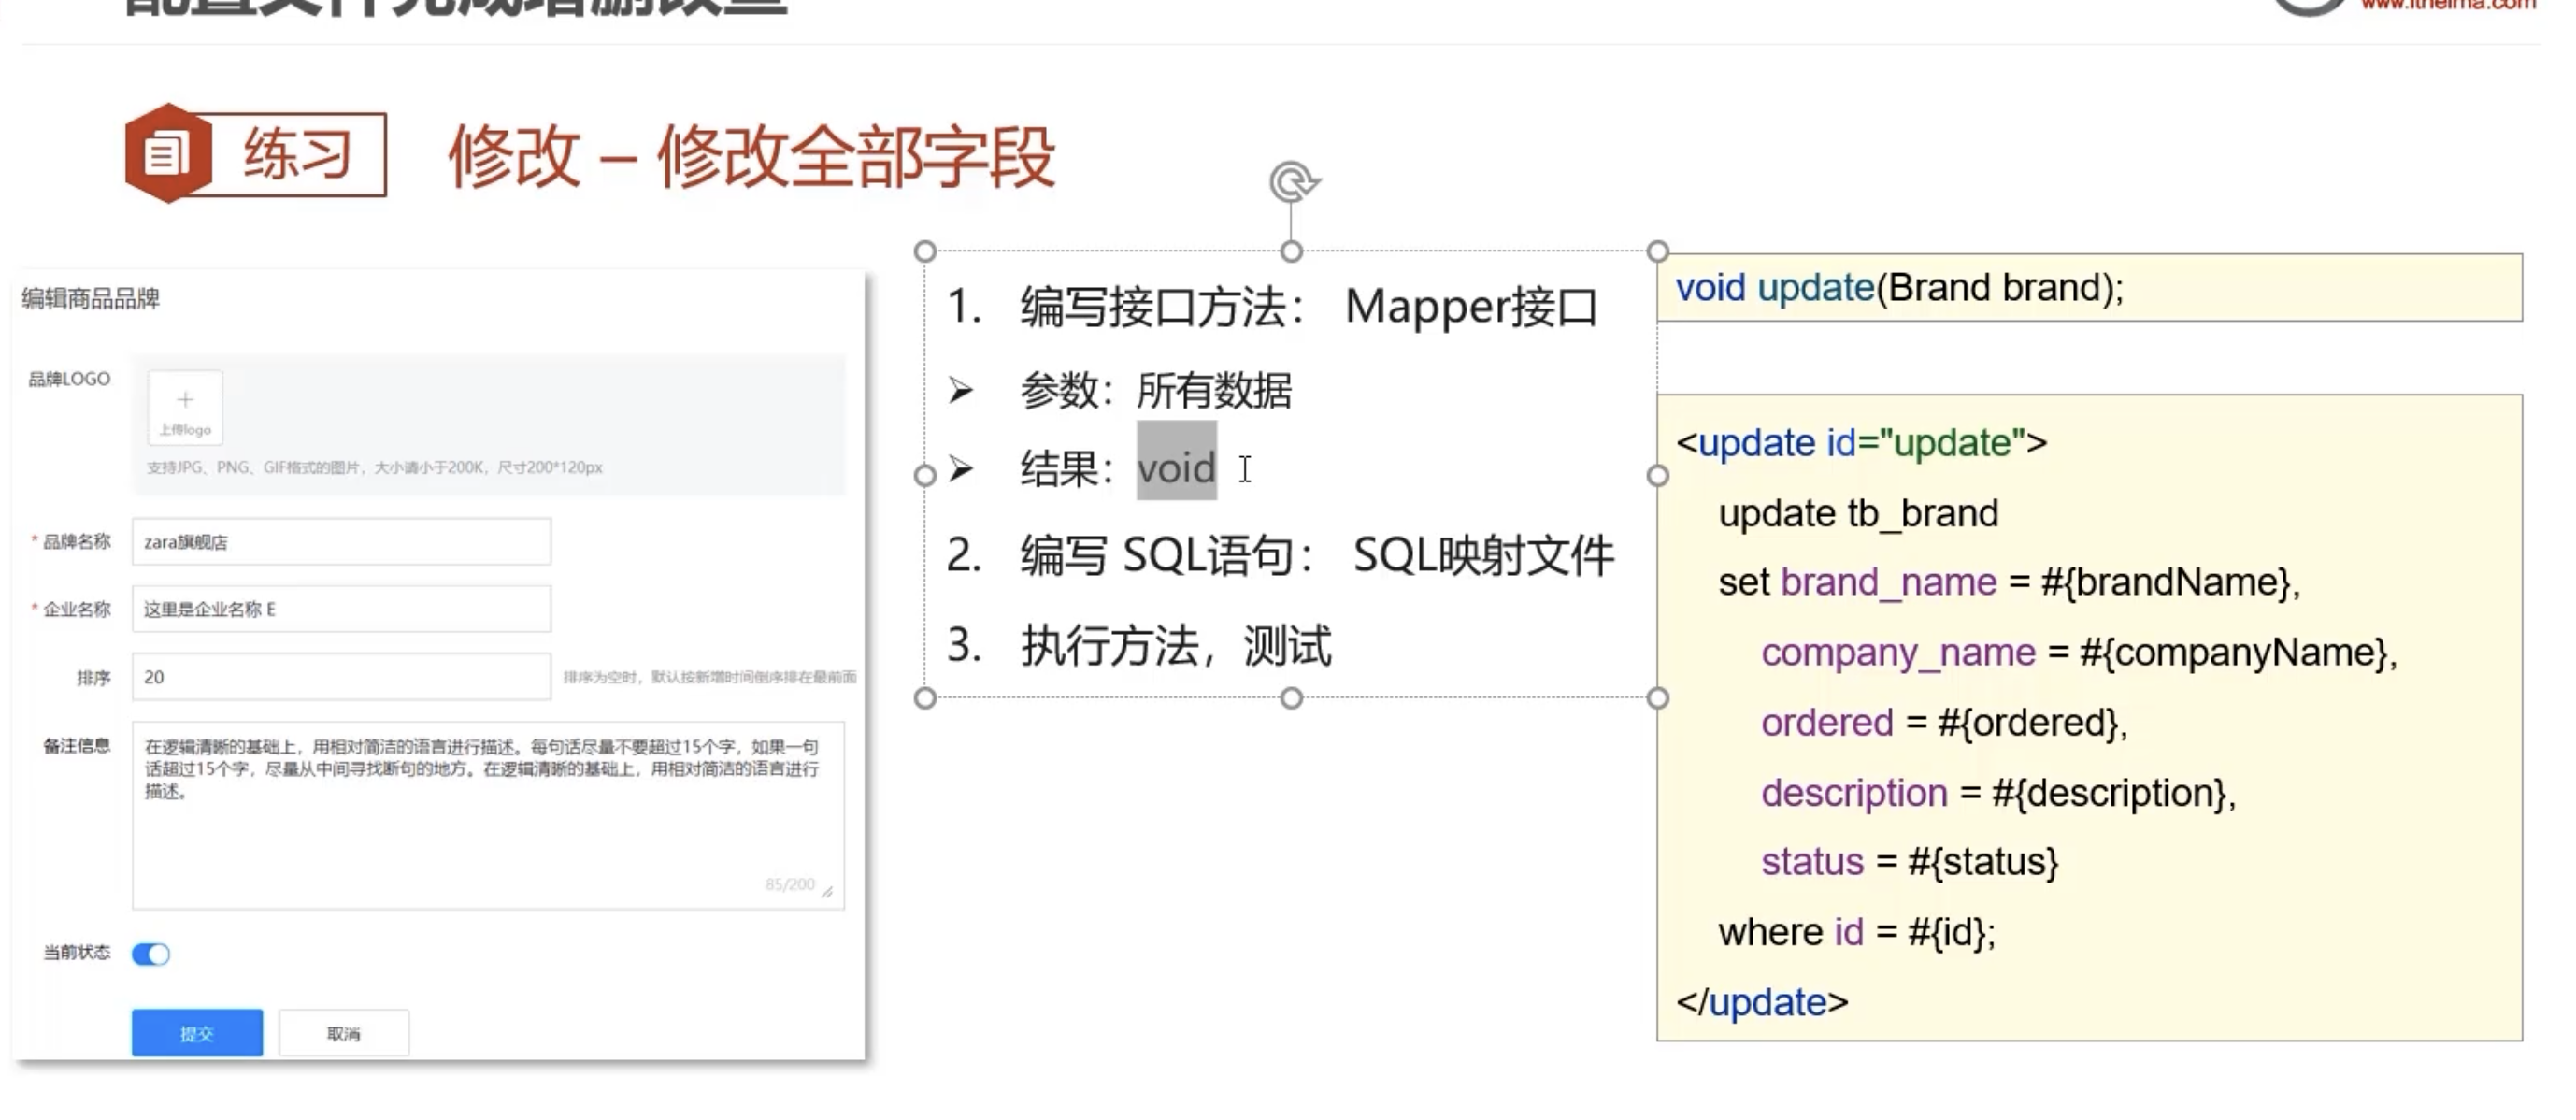 配置文件完成增删改查
www.itheima.com
练习
修改 – 修改全部字段
编辑商品品牌
品牌LOGO
+
上传logo
支持JPG、PNG、GIF格式的图片，大小请小于200K，尺寸200*120px
* 品牌名称
zara旗舰店
* 企业名称
这里是企业名称 E
排序
20
排序为空时，默认按新增时间倒序排在最前面
备注信息
在逻辑清晰的基础上，用相对简洁的语言进行描述。每句话尽量不要超过15个字，如果一句
话超过15个字，尽量从中间寻找断句的地方。在逻辑清晰的基础上，用相对简洁的语言进行
描述。
85/200
当前状态
提交
取消
1. 编写接口方法： Mapper接口
➢ 参数：所有数据
➢ 结果：void
2. 编写 SQL语句： SQL映射文件
3. 执行方法，测试
void update(Brand brand);
<update id="update">
update tb_brand
set brand_name = #{brandName},
company_name = #{companyName},
ordered = #{ordered},
description = #{description},
status = #{status}
where id = #{id};
</update>